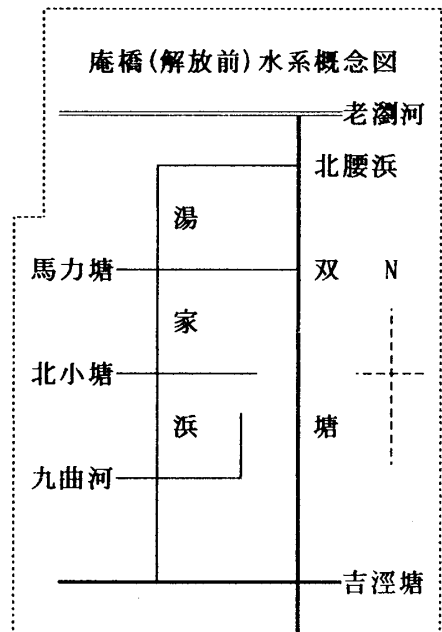 庵橋(解放前)水系概念図
老瀏河
北腰浜
湯家浜
馬力塘
双塘
N
北小塘
九曲河
吉涇塘